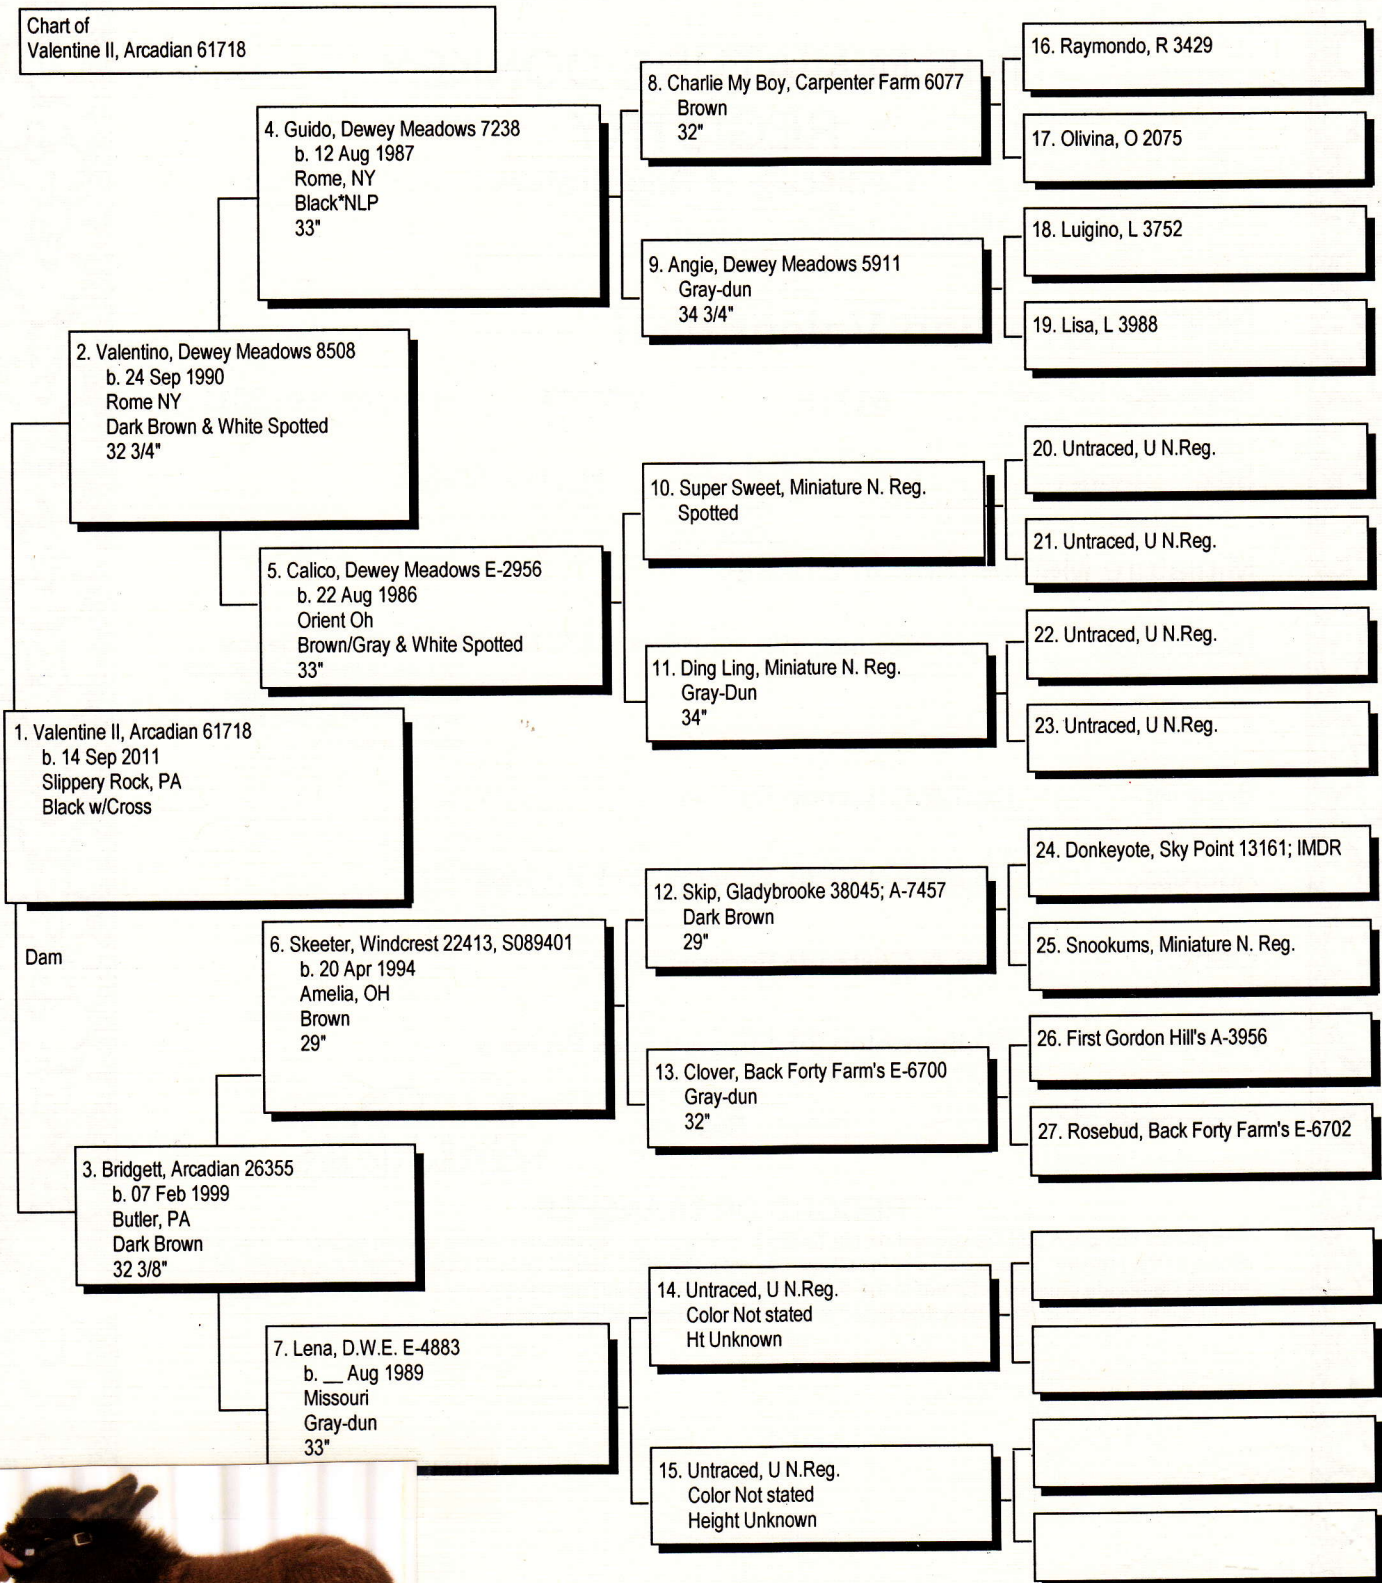 Chart of
Valentine II, Arcadian 61718
1. Valentine II, Arcadian 61718
b. 14 Sep 2011
Slippery Rock, PA
Black w/Cross
Dam
2. Valentino, Dewey Meadows 8508
b. 24 Sep 1990
Rome NY
Dark Brown & White Spotted
32 3/4"
3. Bridgett, Arcadian 26355
b. 07 Feb 1999
Butler, PA
Dark Brown
32 3/8"
4. Guido, Dewey Meadows 7238
b. 12 Aug 1987
Rome, NY
Black*NLP
33"
5. Calico, Dewey Meadows E-2956
b. 22 Aug 1986
Orient Oh
Brown/Gray & White Spotted
33"
6. Skeeter, Windcrest 22413, S089401
b. 20 Apr 1994
Amelia, OH
Brown
29"
7. Lena, D.W.E. E-4883
b. __ Aug 1989
Missouri
Gray-dun
33"
8. Charlie My Boy, Carpenter Farm 6077
Brown
32"
9. Angie, Dewey Meadows 5911
Gray-dun
34 3/4"
10. Super Sweet, Miniature N. Reg.
Spotted
11. Ding Ling, Miniature N. Reg.
Gray-Dun
34"
12. Skip, Gladybrooke 38045; A-7457
Dark Brown
29"
13. Clover, Back Forty Farm's E-6700
Gray-dun
32"
14. Untraced, U N.Reg.
Color Not stated
Ht Unknown
15. Untraced, U N.Reg.
Color Not stated
Height Unknown
16. Raymondo, R 3429
17. Olivina, O 2075
18. Luigino, L 3752
19. Lisa, L 3988
20. Untraced, U N.Reg.
21. Untraced, U N.Reg.
22. Untraced, U N.Reg.
23. Untraced, U N.Reg.
24. Donkeyote, Sky Point 13161; IMDR
25. Snookums, Miniature N. Reg.
26. First Gordon Hill's A-3956
27. Rosebud, Back Forty Farm's E-6702